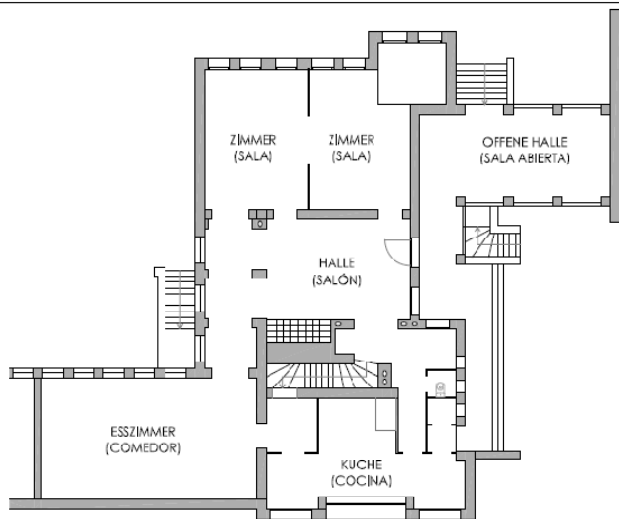 ZIMMER
(SALA)
ZIMMER
(SALA)
OFFENE HALLE
(SALA ABIERTA)
HALLE
(SALÓN)
ESSZIMMER
(COMEDOR)
KUCHE
(COCINA)